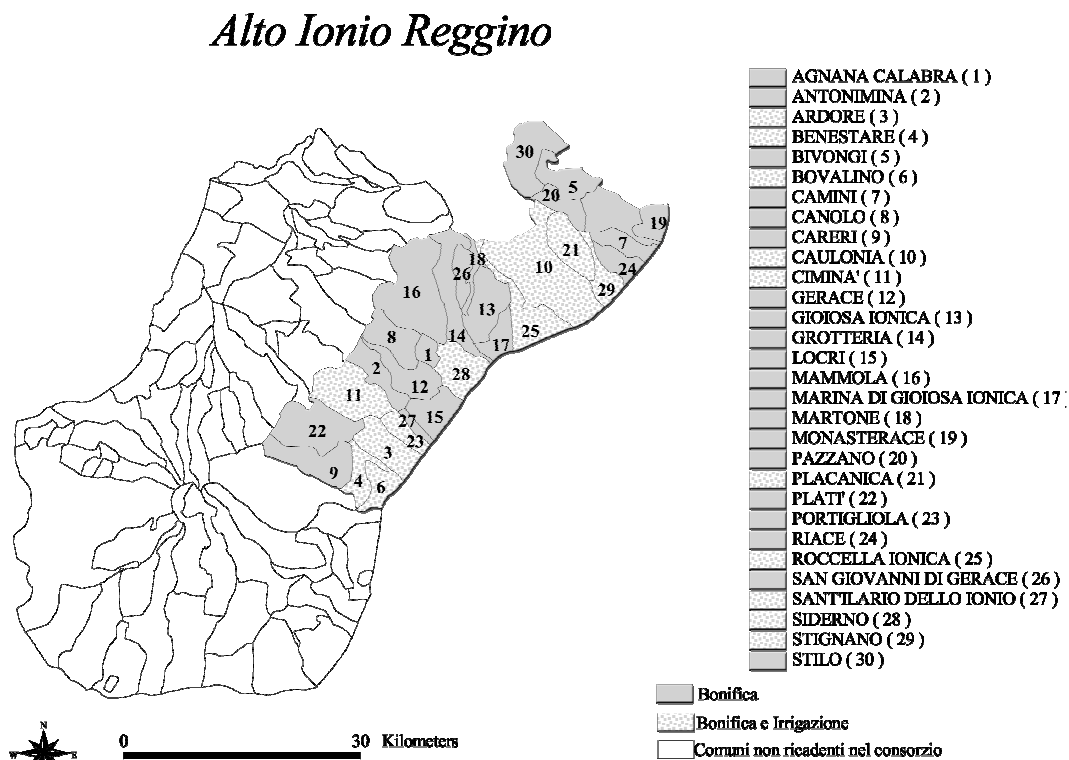 Alto Ionio Reggino
AGNANA CALABRA ( 1 )
ANTONIMINA ( 2 )
ARDORE ( 3 )
BENESTARE ( 4 )
BIVONGI ( 5 )
BOVALINO ( 6 )
CAMINI ( 7 )
CANOLO ( 8 )
CARERI ( 9 )
CAULONIA ( 10 )
CIMINA' ( 11 )
GERACE ( 12 )
GIOIOSA IONICA ( 13 )
GROTTERIA ( 14 )
LOCRI ( 15 )
MAMMOLA ( 16 )
MARINA DI GIOIOSA IONICA ( 17 )
MARTONE ( 18 )
MONASTERACE ( 19 )
PAZZANO ( 20 )
PLACANICA ( 21 )
PLATI' ( 22 )
PORTIGLIOLA ( 23 )
RIACE ( 24 )
ROCCELLA IONICA ( 25 )
SAN GIOVANNI DI GERACE ( 26 )
SANT'ILARIO DELLO IONIO ( 27 )
SIDERNO ( 28 )
STIGNANO ( 29 )
STILO ( 30 )
30
5
20
19
7
21
18
26
10
24
16
29
13
25
8
14
17
1
2
28
12
11
15
27
22
23
3
9
4
6
Bonifica
Bonifica e Irrigazione
Comuni non ricadenti nel consorzio
N
W E
S
0 30 Kilometers